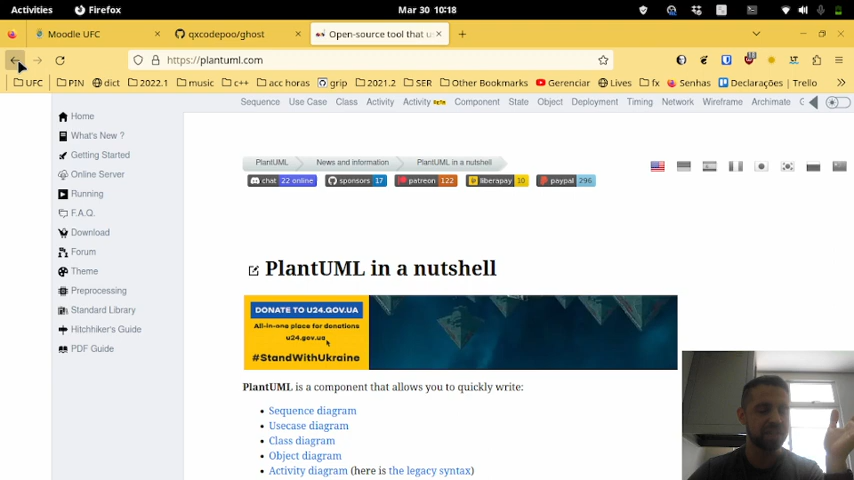 Activities Firefox Mar 30 10:18
Moodle UFC × qxcodepoo/ghost × Open-source tool that u ×
https://plantuml.com
UFC PIN dict 2022.1 music c++ acc horas grip 2021.2 SER Other Bookmarks Gerenciar Lives fx Senhas Declarações | Trello
Sequence Use Case Class Activity Activity BETA Component State Object Deployment Timing Network Wireframe Archimate
Home
What's New ?
Getting Started
Online Server
Running
F.A.Q.
Download
Forum
Theme
Preprocessing
Standard Library
Hitchhiker's Guide
PDF Guide
PlantUML News and information PlantUML in a nutshell
chat 22 online sponsors 17 patreon 122 liberapay 10 paypal 296
PlantUML in a nutshell
DONATE TO U24.GOV.UA
All-in-one place for donations
u24.gov.ua
#StandWithUkraine
PlantUML is a component that allows you to quickly write:
• Sequence diagram
• Usecase diagram
• Class diagram
• Object diagram
• Activity diagram (here is the legacy syntax)